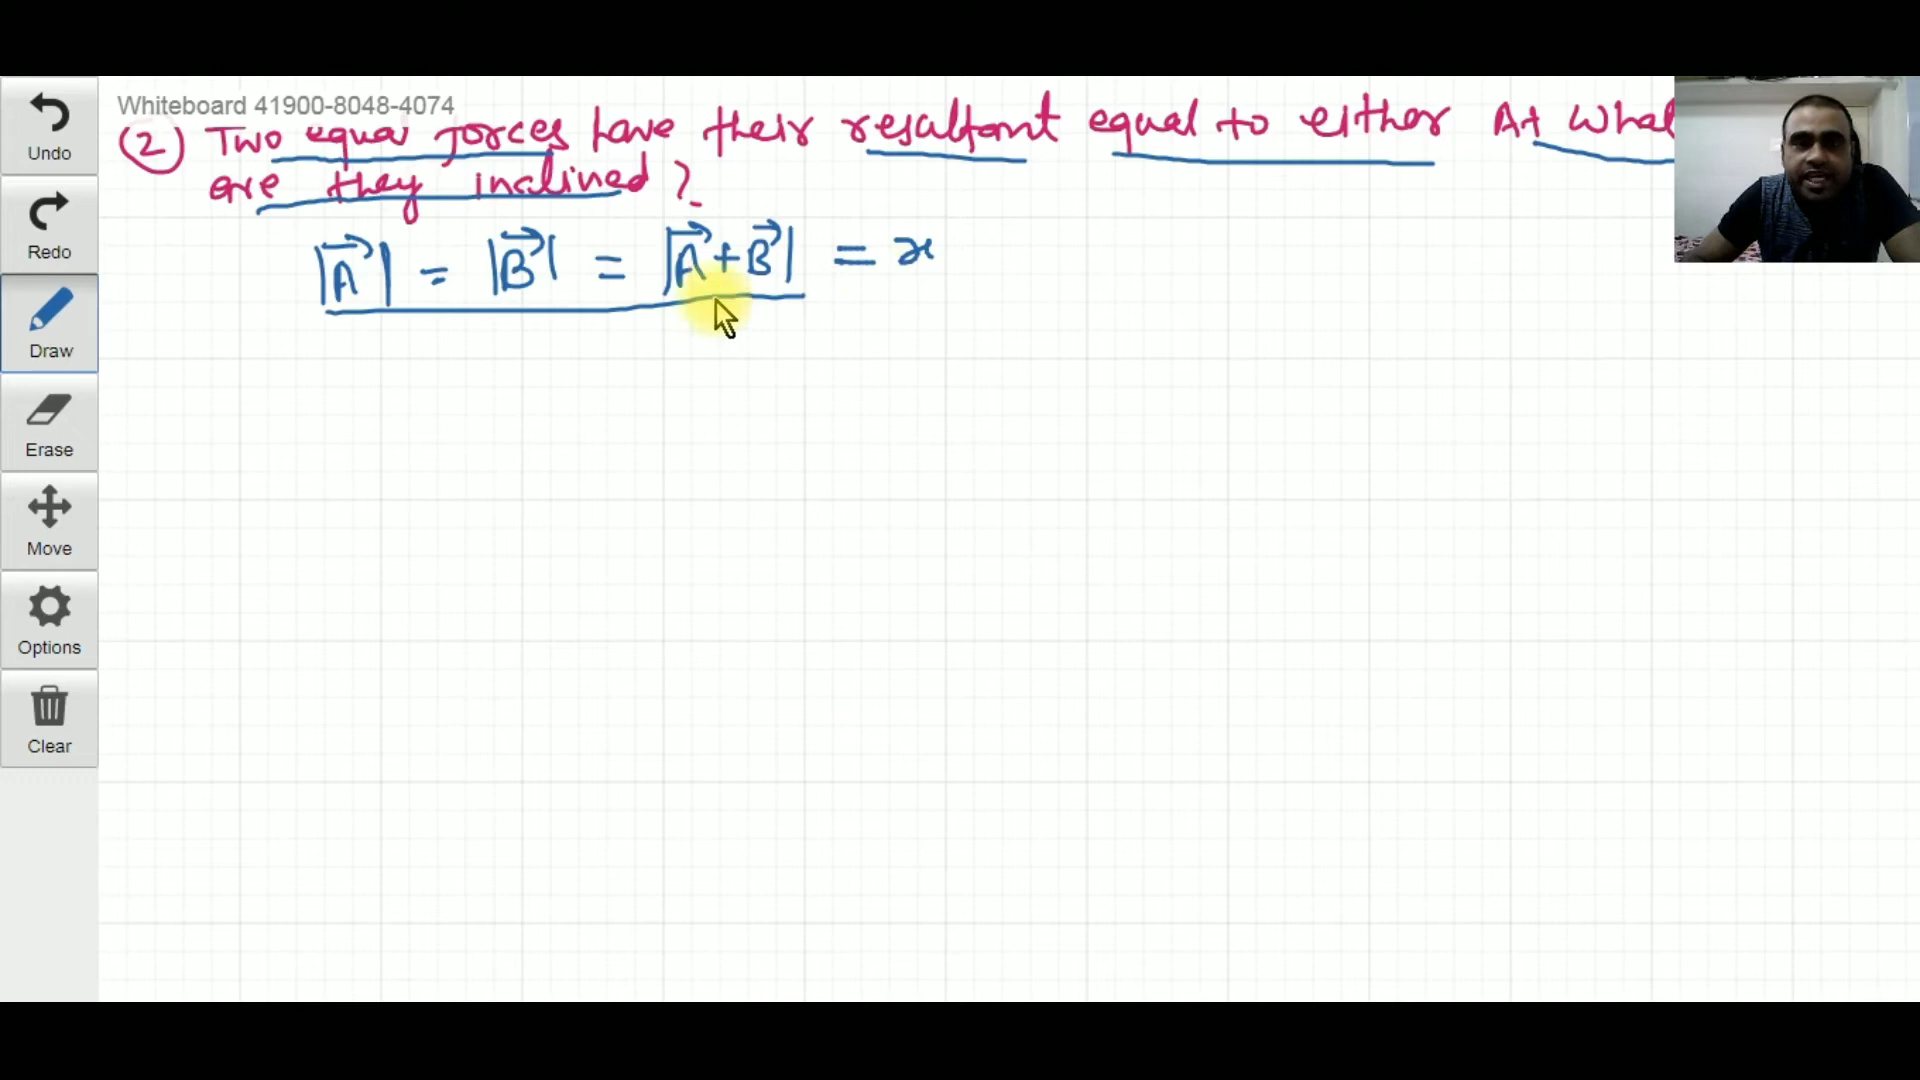 Whiteboard 41900-8048-4074
② Two equal forces have their resultant equal to either At what
are they inclined ?
|A⃗| = |B⃗| = |A⃗+B⃗| = x
Undo
Redo
Draw
Erase
Move
Options
Clear